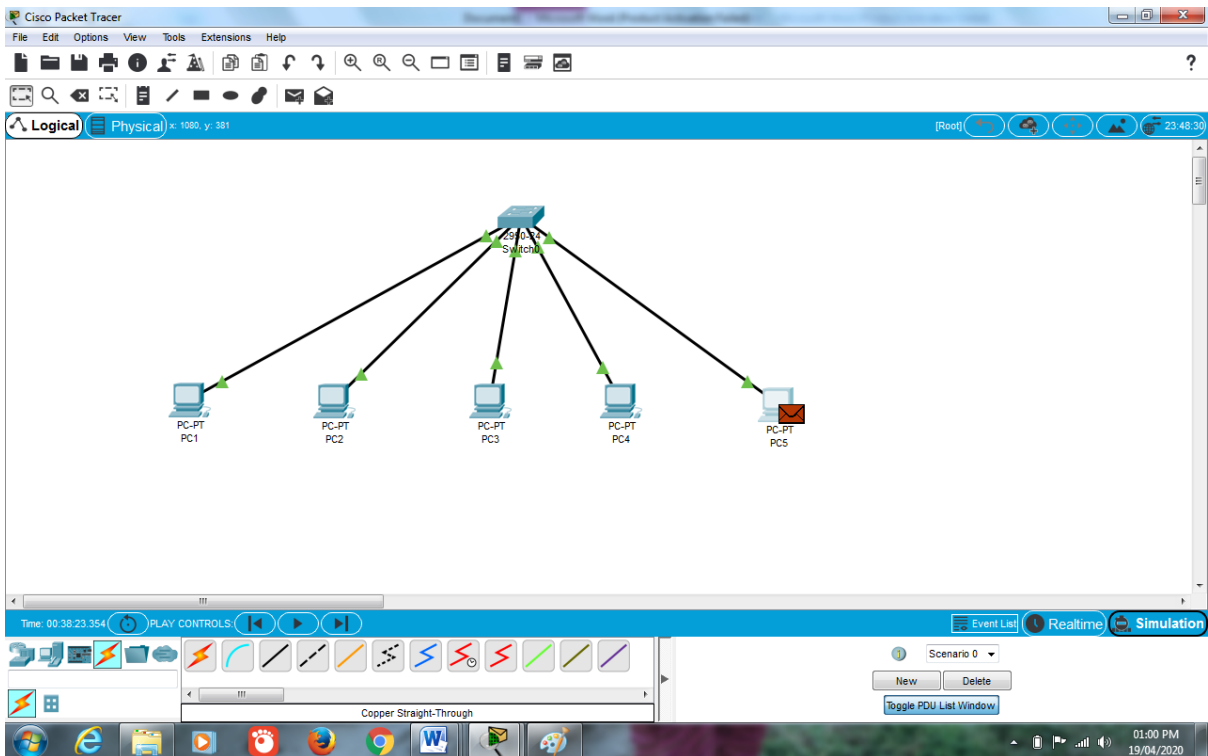 Cisco Packet Tracer
File Edit Options View Tools Extensions Help
?
Logical Physical x: 1080, y: 381 [Root] 23:48:30
2950-24
Switch0
PC-PT
PC1
PC-PT
PC2
PC-PT
PC3
PC-PT
PC4
PC-PT
PC5
Time: 00:38:23.354 PLAY CONTROLS: Event List Realtime Simulation
Scenario 0
New Delete
Toggle PDU List Window
Copper Straight-Through
01:00 PM
19/04/2020